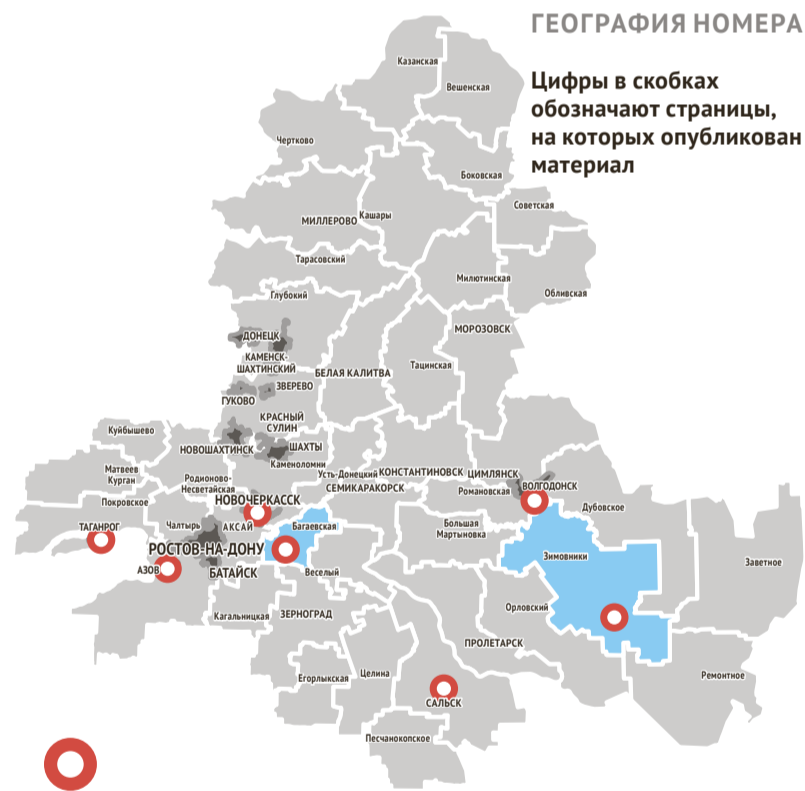 ГЕОГРАФИЯ НОМЕРА
Цифры в скобках
обозначают страницы,
на которых опубликован
материал
Казанская
Вешенская
Чертково
Боковская
Советская
МИЛЛЕРОВО
Кашары
Тарасовский
Милютинская
Обливская
Глубокий
МОРОЗОВСК
ДОНЕЦК
КАМЕНСК-
ШАХТИНСКИЙ
БЕЛАЯ КАЛИТВА
Тацинская
ЗВЕРЕВО
ГУКОВО
КРАСНЫЙ
СУЛИН
Куйбышево
НОВОШАХТИНСК
ШАХТЫ
Каменоломни
Матвеев
Курган
Родионово-
Несветайская
Усть-Донецкий
КОНСТАНТИНОВСК
ЦИМЛЯНСК
ВОЛГОДОНСК
СЕМИКАРАКОРСК
Романовская
Покровское
НОВОЧЕРКАССК
Дубовское
ТАГАНРОГ
Чалтырь
АКСАЙ
Багаевская
Большая
Мартыновка
РОСТОВ-НА-ДОНУ
Зимовники
Заветное
АЗОВ
БАТАЙСК
Веселый
Орловский
Кагальницкая
ЗЕРНОГРАД
ПРОЛЕТАРСК
Егорлыкская
Целина
Ремонтное
САЛЬСК
Песчанокопское